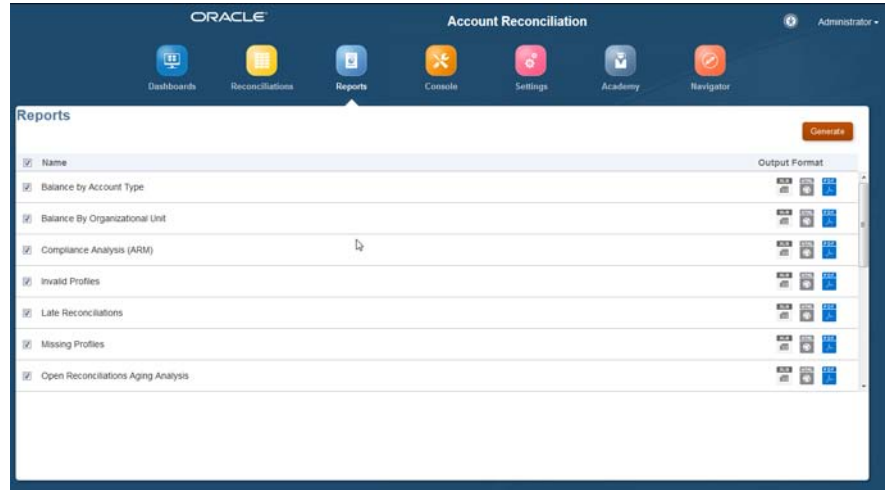 ORACLE
Account Reconciliation
Administrator
Dashboards Reconciliations Reports Console Settings Academy Navigator
Reports
Generate
Name Output Format
Balance by Account Type
Balance By Organizational Unit
Compliance Analysis (ARM)
Invalid Profiles
Late Reconciliations
Missing Profiles
Open Reconciliations Aging Analysis